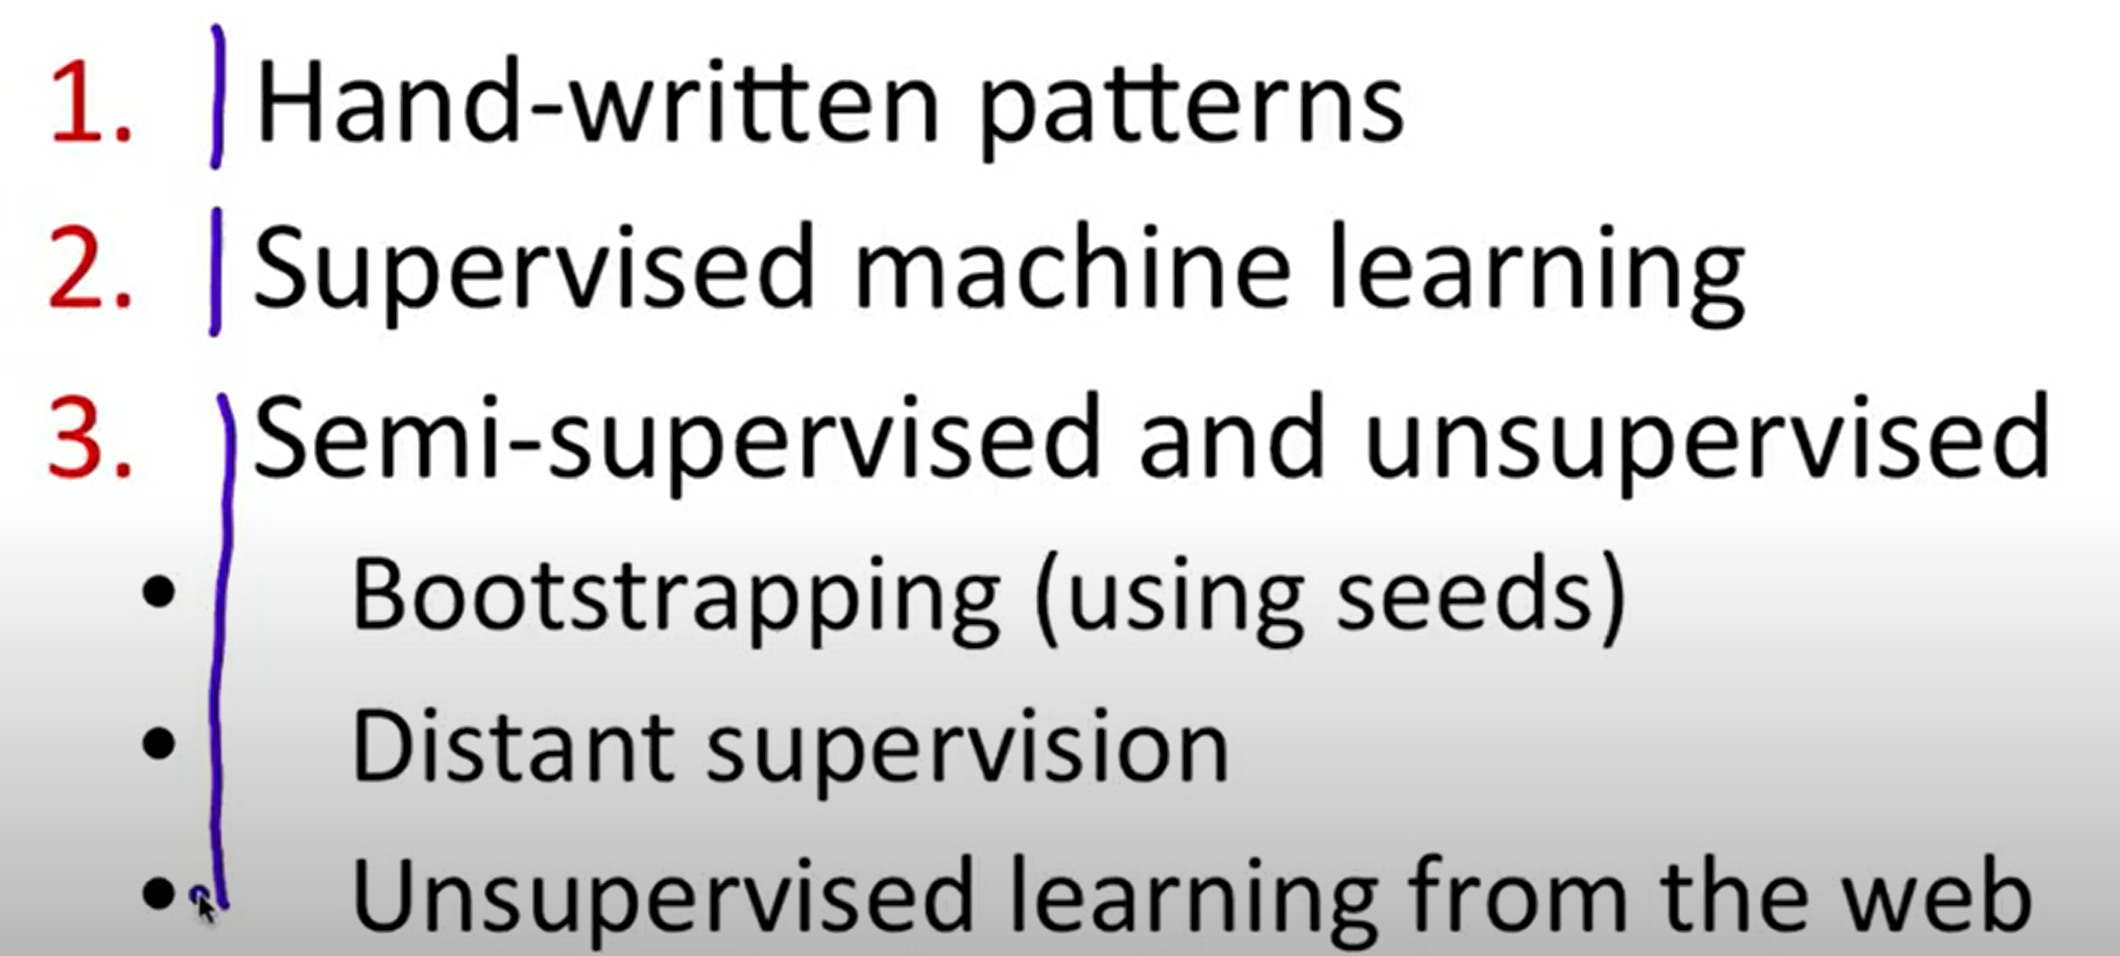 1. Hand-written patterns
2. Supervised machine learning
3. Semi-supervised and unsupervised
• Bootstrapping (using seeds)
• Distant supervision
• Unsupervised learning from the web